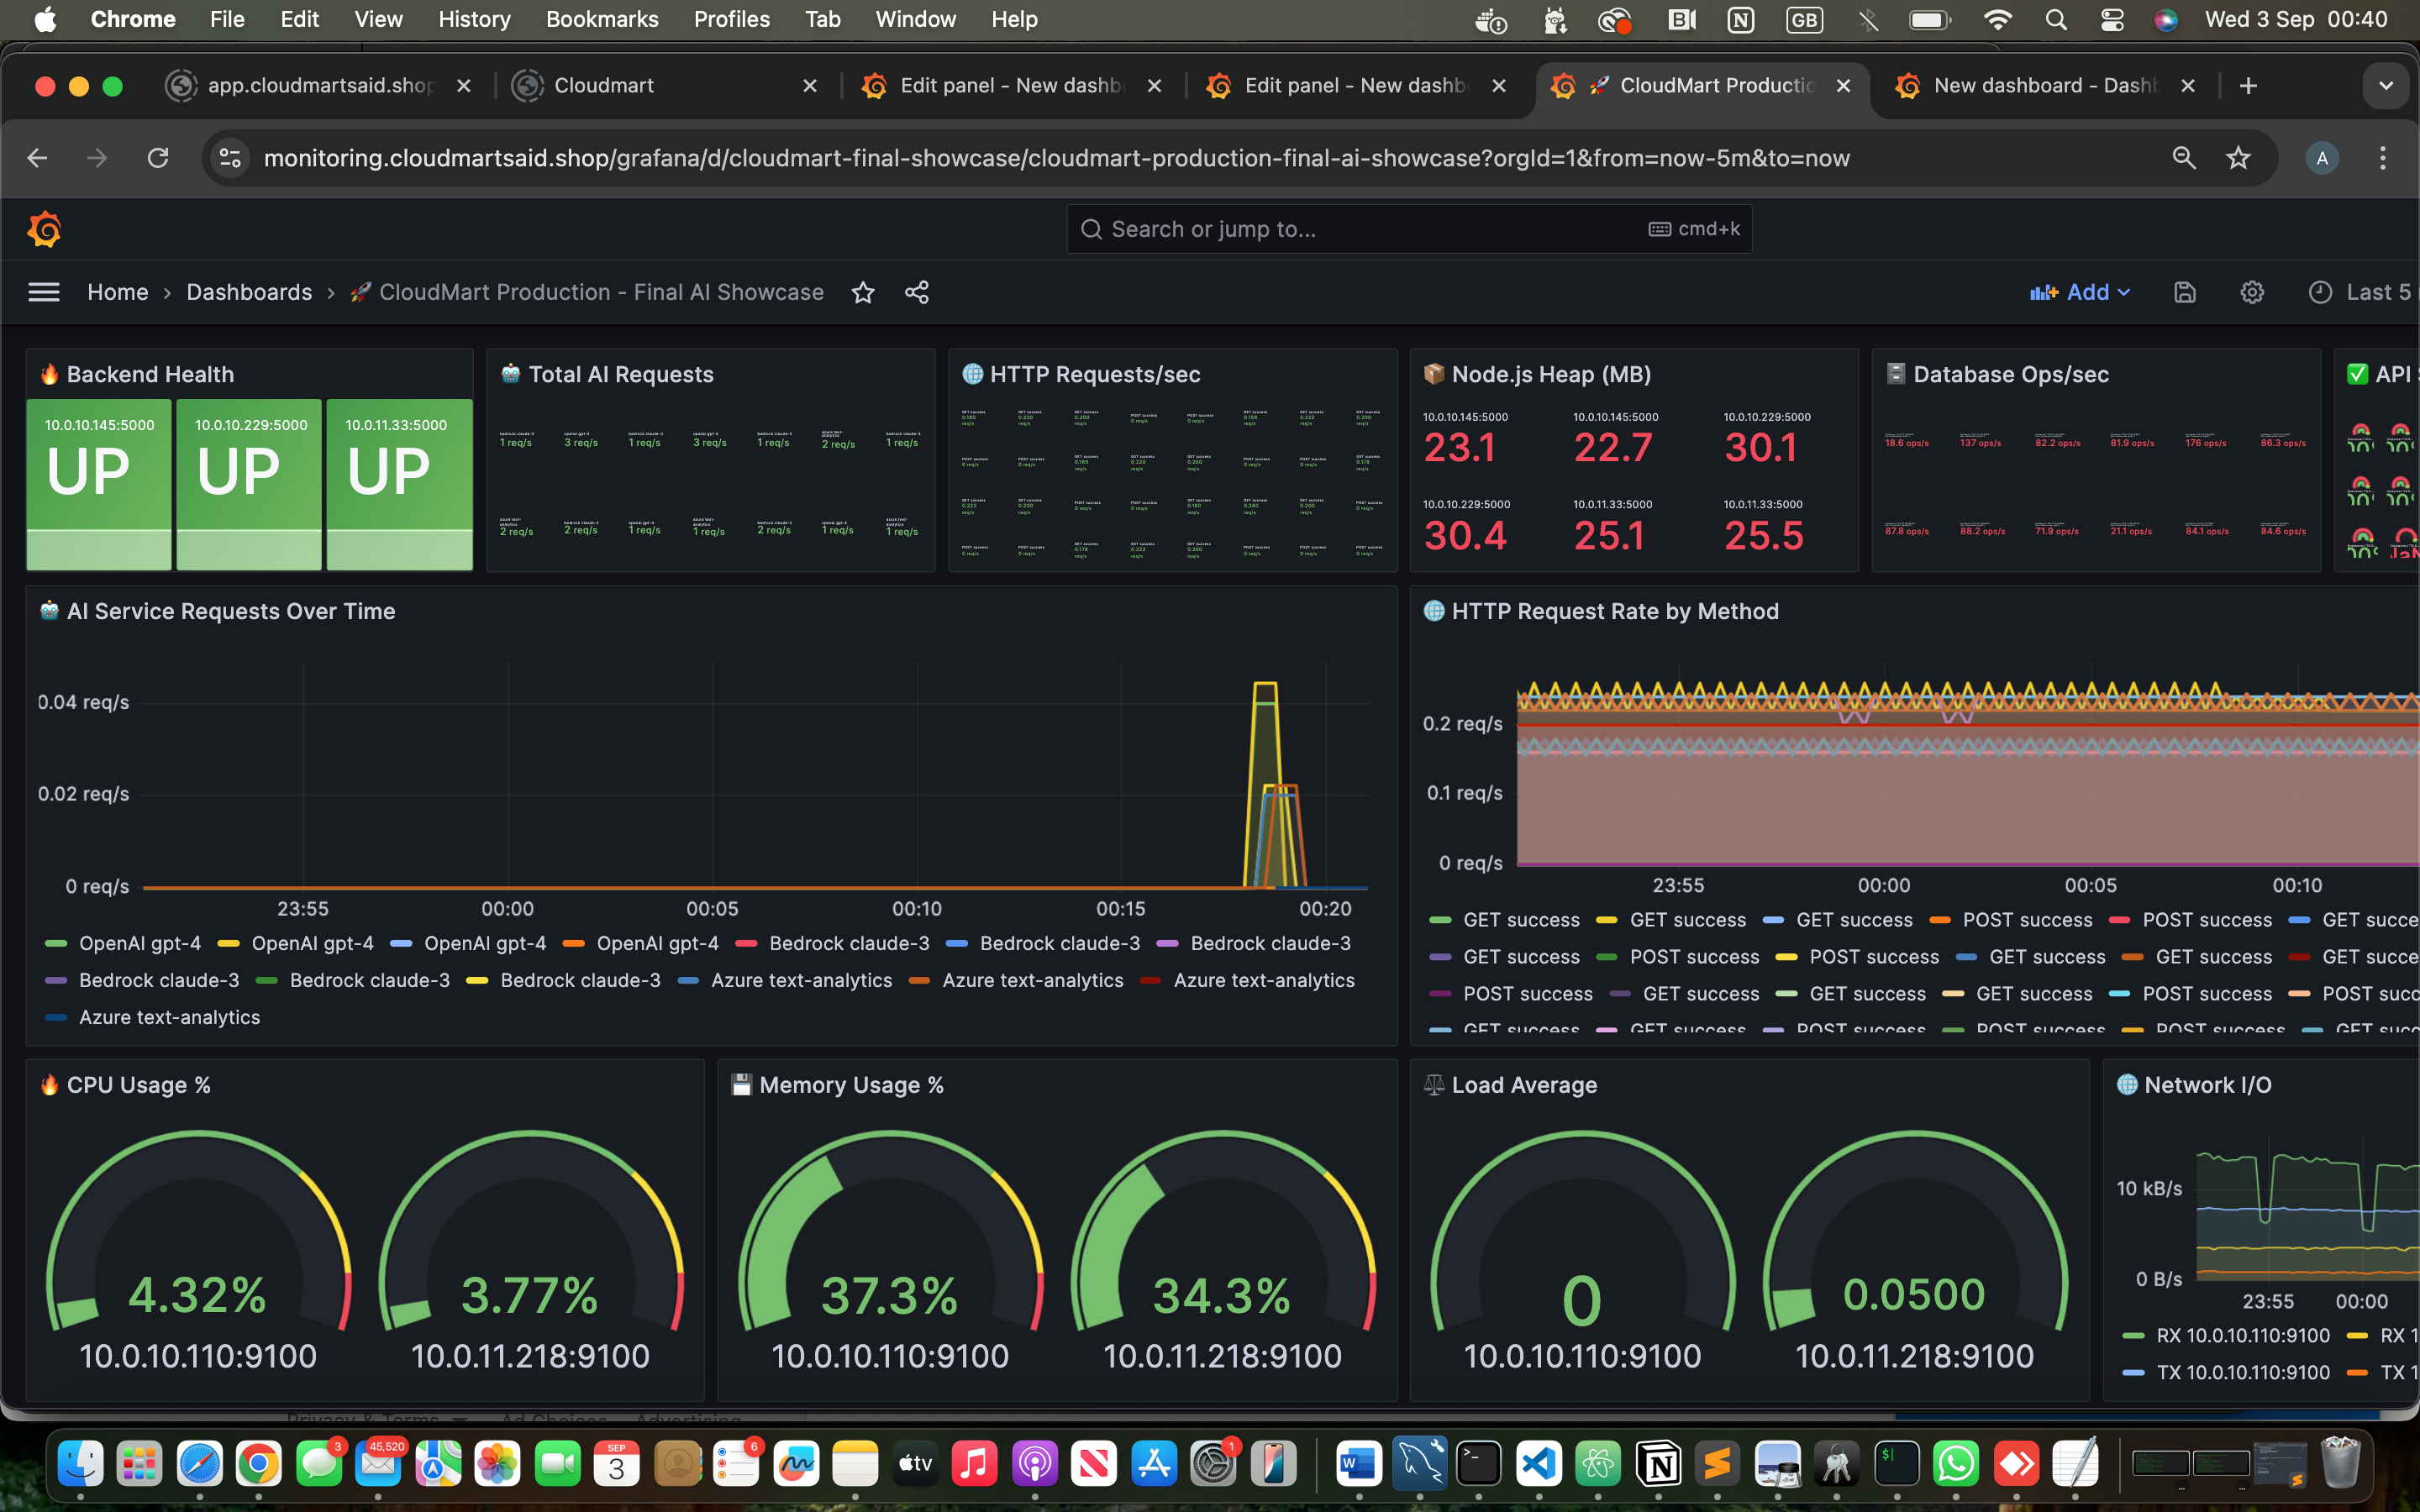 Chrome File Edit View History Bookmarks Profiles Tab Window Help GB Wed 3 Sep 00:40
app.cloudmartsaid.shop Cloudmart Edit panel - New dashb Edit panel - New dashb 🚀 CloudMart Productio New dashboard - Dash
monitoring.cloudmartsaid.shop/grafana/d/cloudmart-final-showcase/cloudmart-production-final-ai-showcase?orgId=1&from=now-5m&to=now A
Search or jump to... cmd+k
Home › Dashboards › 🚀 CloudMart Production - Final AI Showcase Add Last 5
🔥 Backend Health
10.0.10.145:5000 10.0.10.229:5000 10.0.11.33:5000
UP UP UP
🤖 Total AI Requests
1 req/s 3 req/s 1 req/s 3 req/s 1 req/s 2 req/s 1 req/s
2 req/s 2 req/s 1 req/s 1 req/s 2 req/s 1 req/s 1 req/s
🌐 HTTP Requests/sec
📦 Node.js Heap (MB)
10.0.10.145:5000 10.0.10.145:5000 10.0.10.229:5000
23.1 22.7 30.1
10.0.10.229:5000 10.0.11.33:5000 10.0.11.33:5000
30.4 25.1 25.5
🗄 Database Ops/sec
18.6 ops/s 137 ops/s 82.2 ops/s 81.9 ops/s 176 ops/s 86.3 ops/s
87.8 ops/s 88.2 ops/s 71.9 ops/s 21.1 ops/s 84.1 ops/s 84.6 ops/s
✅ API
🤖 AI Service Requests Over Time
0.04 req/s
0.02 req/s
0 req/s
23:55 00:00 00:05 00:10 00:15 00:20
OpenAI gpt-4 OpenAI gpt-4 OpenAI gpt-4 OpenAI gpt-4 Bedrock claude-3 Bedrock claude-3 Bedrock claude-3
Bedrock claude-3 Bedrock claude-3 Bedrock claude-3 Azure text-analytics Azure text-analytics Azure text-analytics
Azure text-analytics
🌐 HTTP Request Rate by Method
0.2 req/s
0.1 req/s
0 req/s
23:55 00:00 00:05 00:10
GET success GET success GET success POST success POST success GET succe
GET success POST success POST success GET success GET success GET succe
POST success GET success GET success GET success POST success POST succ
GET success GET success POST success POST success POST success GET succ
🔥 CPU Usage %
4.32% 3.77%
10.0.10.110:9100 10.0.11.218:9100
💾 Memory Usage %
37.3% 34.3%
10.0.10.110:9100 10.0.11.218:9100
⚖ Load Average
0 0.0500
10.0.10.110:9100 10.0.11.218:9100
🌐 Network I/O
10 kB/s
0 B/s
23:55 00:00
RX 10.0.10.110:9100 RX 1
TX 10.0.10.110:9100 TX 1
3 45,520 SEP 3 6 tv 1